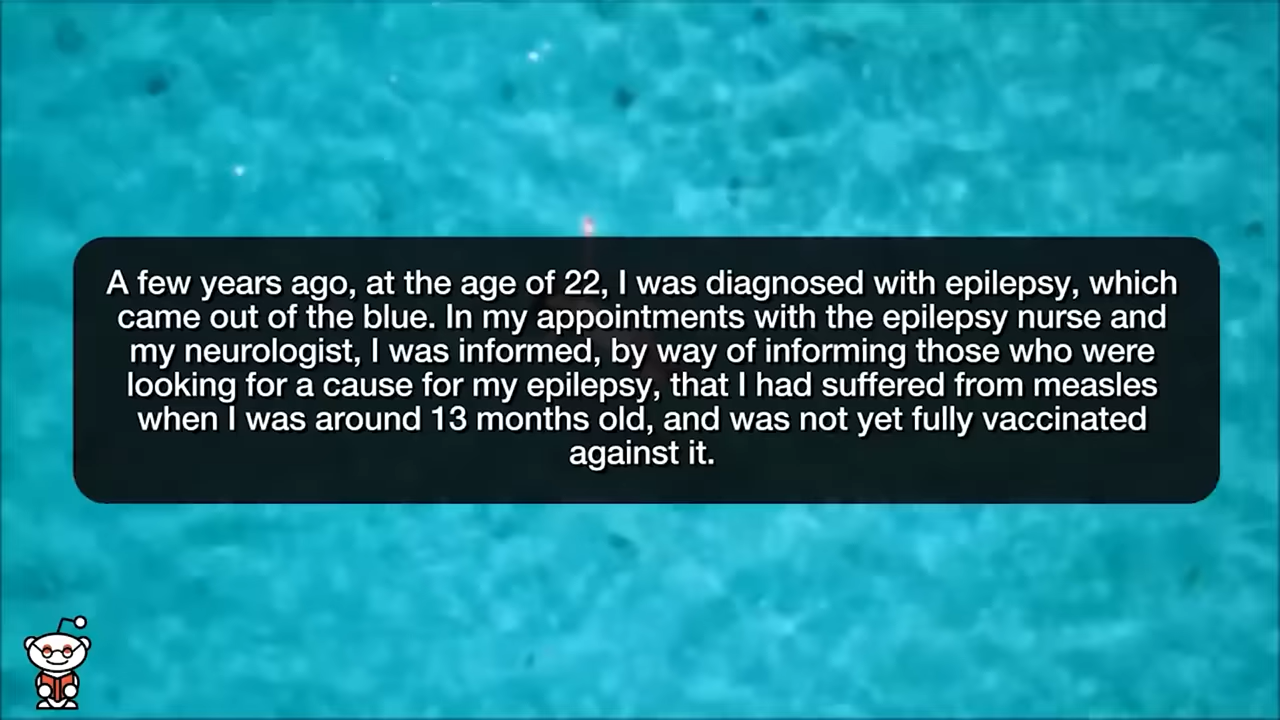 A few years ago, at the age of 22, I was diagnosed with epilepsy, which
came out of the blue. In my appointments with the epilepsy nurse and
my neurologist, I was informed, by way of informing those who were
looking for a cause for my epilepsy, that I had suffered from measles
when I was around 13 months old, and was not yet fully vaccinated
against it.